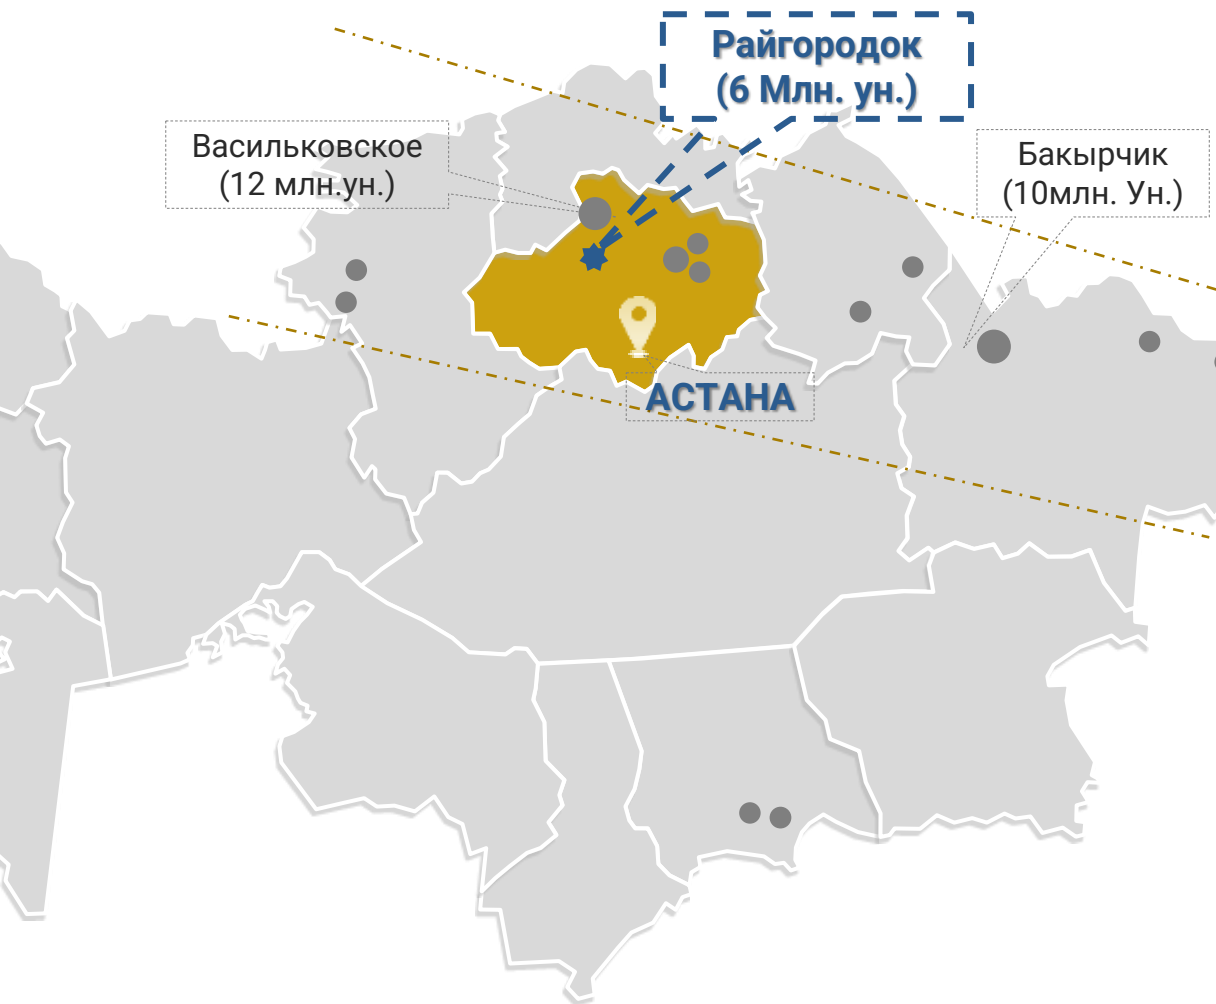 Райгородок
(6 Млн. ун.)
Васильковское
(12 млн.ун.)
Бакырчик
(10млн. Ун.)
АСТАНА